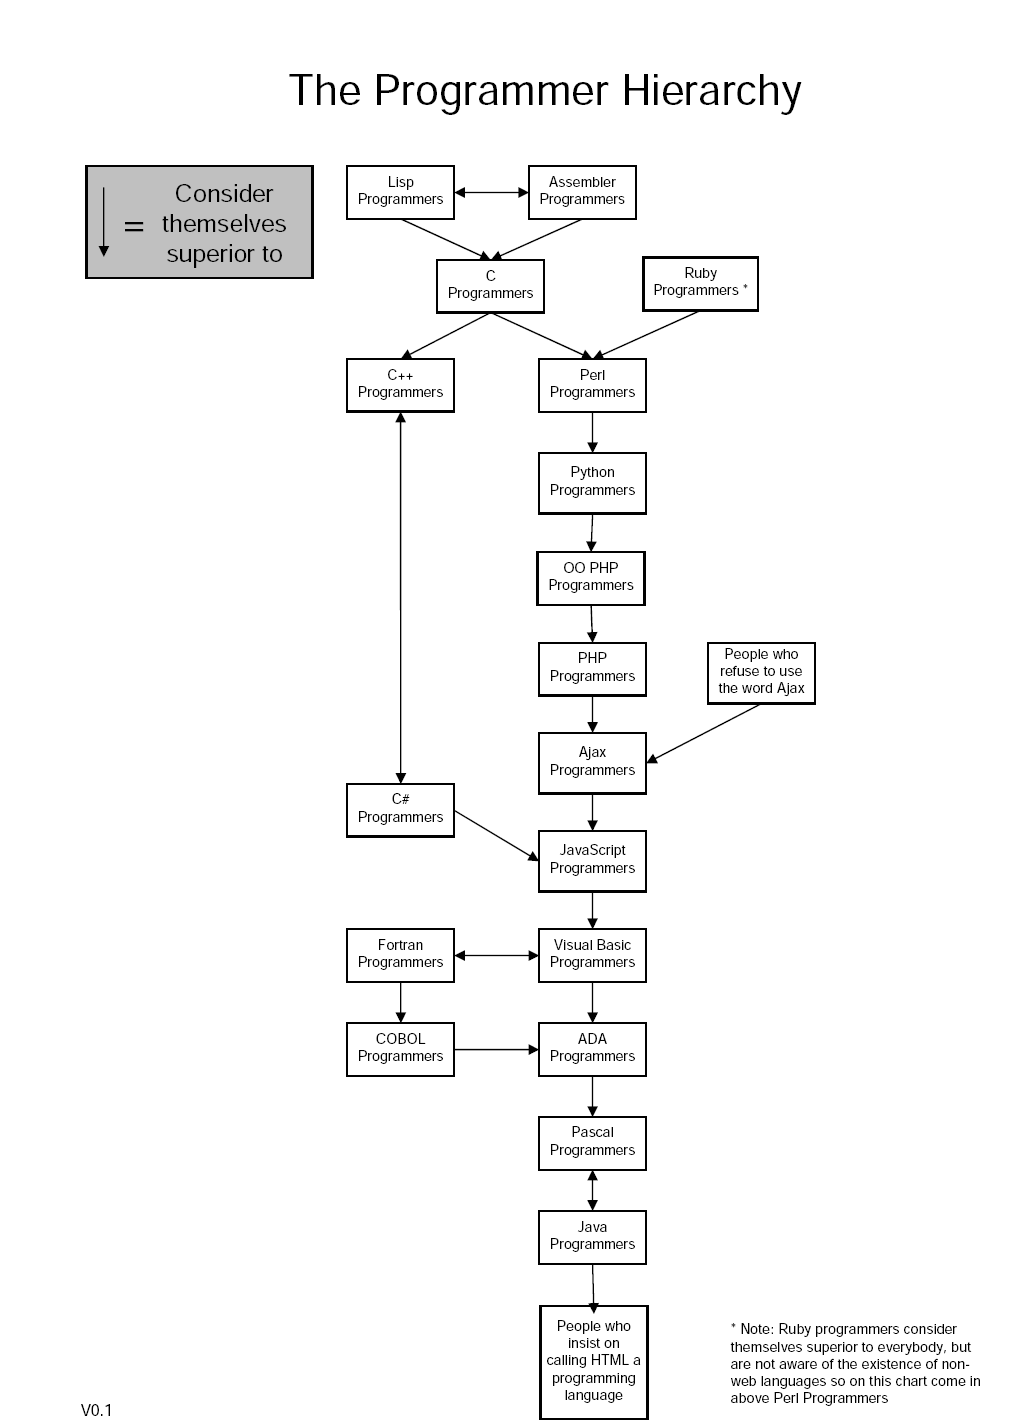 The Programmer Hierarchy
=
Consider
themselves
superior to
Lisp
Programmers
Assembler
Programmers
C
Programmers
Ruby
Programmers *
C++
Programmers
Perl
Programmers
Python
Programmers
OO PHP
Programmers
PHP
Programmers
People who
refuse to use
the word Ajax
Ajax
Programmers
C#
Programmers
JavaScript
Programmers
Fortran
Programmers
Visual Basic
Programmers
COBOL
Programmers
ADA
Programmers
Pascal
Programmers
Java
Programmers
People who
insist on
calling HTML a
programming
language
* Note: Ruby programmers consider
themselves superior to everybody, but
are not aware of the existence of non-
web languages so on this chart come in
above Perl Programmers
V0.1